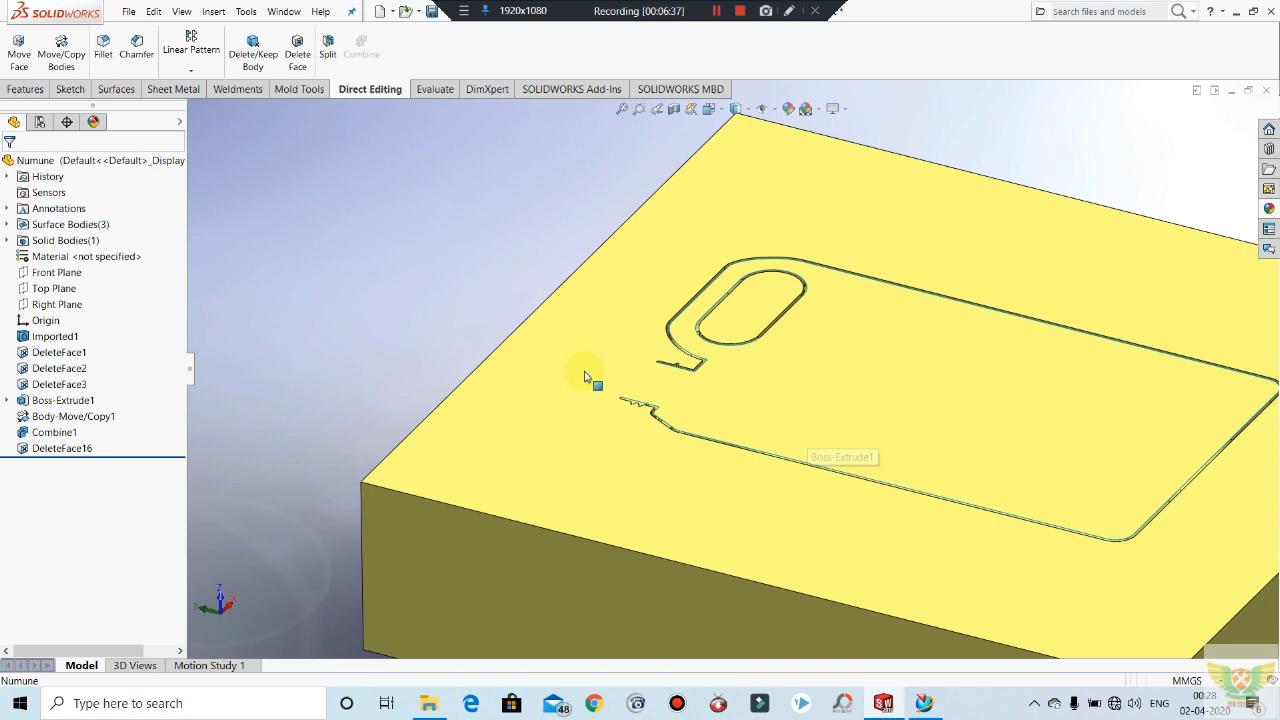 SOLIDWORKS
File
Edit
View
Insert
Tools
Window
Help
1920x1080
Recording [00:06:37]
Search files and models
?
Move Face
Move/Copy Bodies
Fillet
Chamfer
Linear Pattern
Delete/Keep Body
Delete Face
Split
Combine
Features
Sketch
Surfaces
Sheet Metal
Weldments
Mold Tools
Direct Editing
Evaluate
DimXpert
SOLIDWORKS Add-Ins
SOLIDWORKS MBD
Numune (Default<<Default>_Display
History
Sensors
Annotations
Surface Bodies(3)
Solid Bodies(1)
Material <not specified>
Front Plane
Top Plane
Right Plane
Origin
Imported1
DeleteFace1
DeleteFace2
DeleteFace3
Boss-Extrude1
Body-Move/Copy1
Combine1
DeleteFace16
Boss-Extrude1
Z
Y
X
Model
3D Views
Motion Study 1
Numune
MMGS
Type here to search
48
SW
ENG
00:28
02-04-2020
6